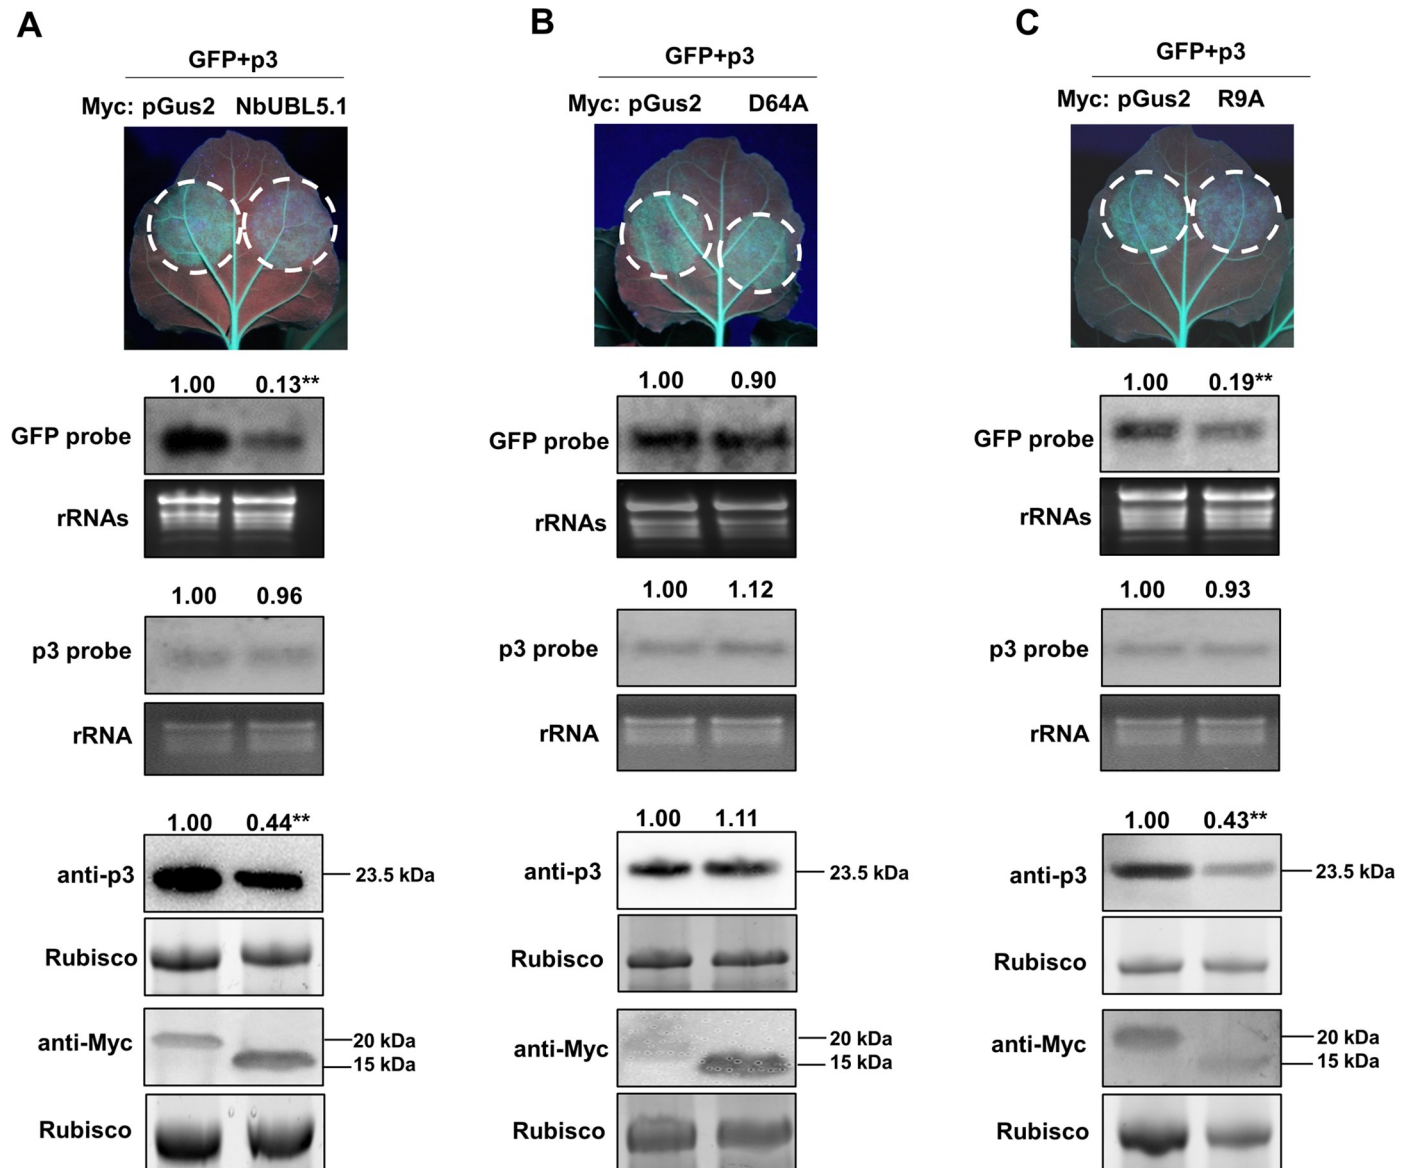 A
GFP+p3
Myc: pGus2 NbUBL5.1
1.00 0.13**
GFP probe
rRNAs
1.00 0.96
p3 probe
rRNA
1.00 0.44**
anti-p3
23.5 kDa
Rubisco
anti-Myc
20 kDa
15 kDa
Rubisco
B
GFP+p3
Myc: pGus2 D64A
1.00 0.90
GFP probe
rRNAs
1.00 1.12
p3 probe
rRNA
1.00 1.11
anti-p3
23.5 kDa
Rubisco
anti-Myc
20 kDa
15 kDa
Rubisco
C
GFP+p3
Myc: pGus2 R9A
1.00 0.19**
GFP probe
rRNAs
1.00 0.93
p3 probe
rRNA
1.00 0.43**
anti-p3
23.5 kDa
Rubisco
anti-Myc
20 kDa
15 kDa
Rubisco